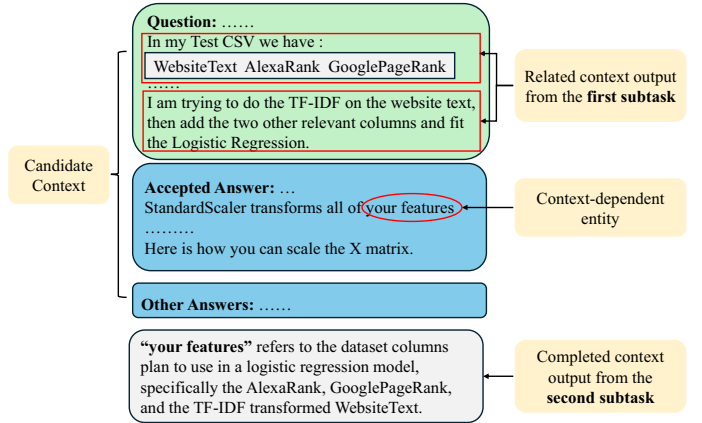 Question: ……
In my Test CSV we have :
WebsiteText AlexaRank GooglePageRank
……
I am trying to do the TF-IDF on the website text,
then add the two other relevant columns and fit
the Logistic Regression.
Related context output
from the first subtask
Candidate
Context
Accepted Answer: …
StandardScaler transforms all of your features
………
Here is how you can scale the X matrix.
Context-dependent
entity
Other Answers: ……
“your features” refers to the dataset columns
plan to use in a logistic regression model,
specifically the AlexaRank, GooglePageRank,
and the TF-IDF transformed WebsiteText.
Completed context
output from the
second subtask